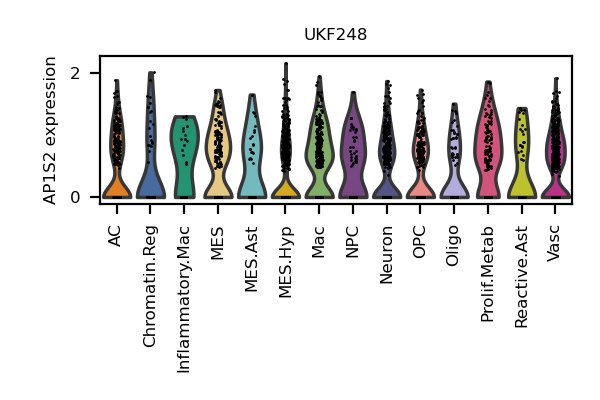 UKF248
AP1S2 expression
2
0
AC
Chromatin.Reg
Inflammatory.Mac
MES
MES.Ast
MES.Hyp
Mac
NPC
Neuron
OPC
Oligo
Prolif.Metab
Reactive.Ast
Vasc